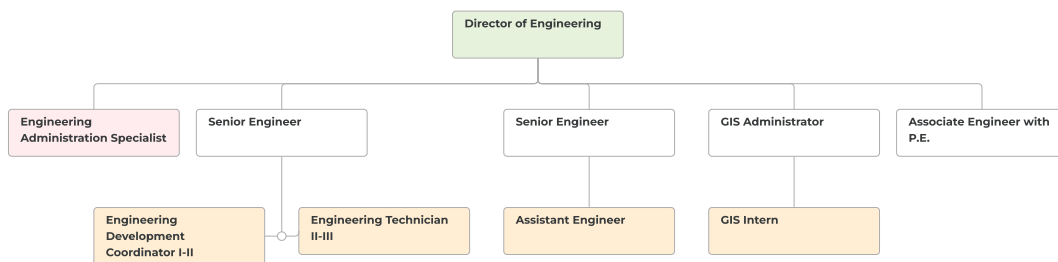 Director of Engineering
Engineering
Administration Specialist
Senior Engineer
Senior Engineer
GIS Administrator
Associate Engineer with
P.E.
Engineering
Development
Coordinator I-II
Engineering Technician
II-III
Assistant Engineer
GIS Intern